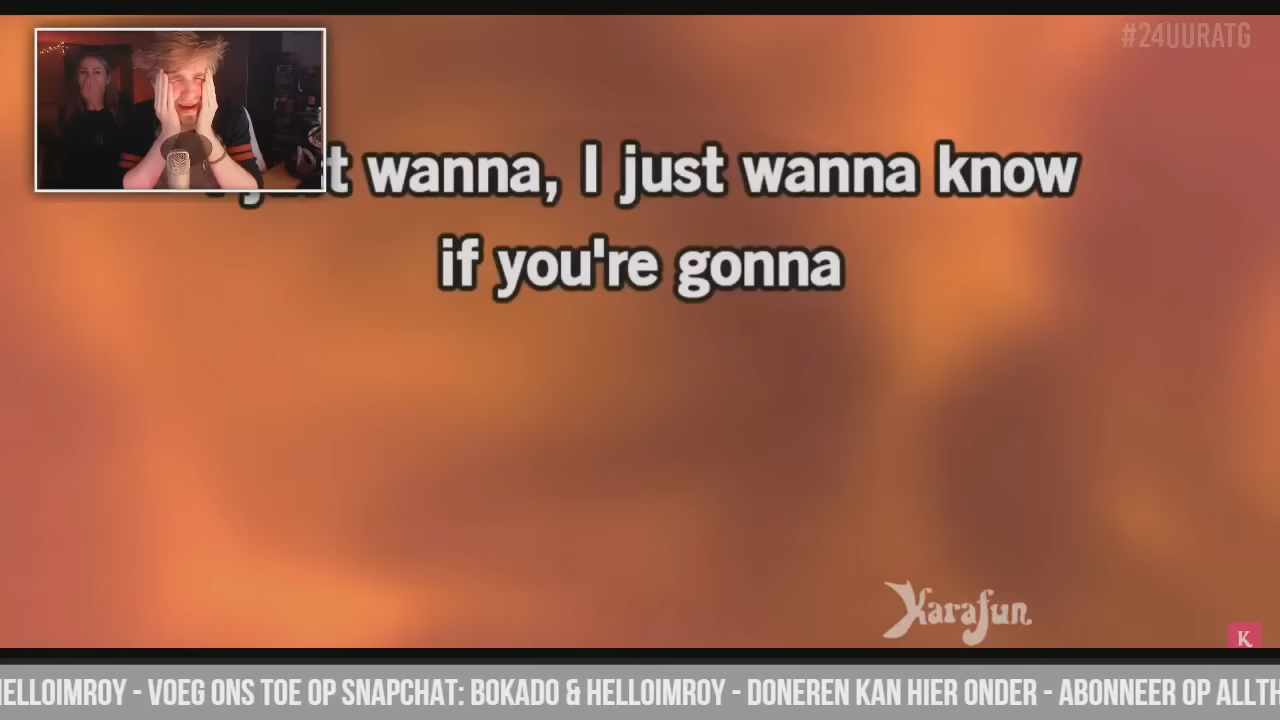 #24UURATG
t wanna, I just wanna know
if you're gonna
Karafun
K
HELLOIMROY - VOEG ONS TOE OP SNAPCHAT: BOKADO & HELLOIMROY - DONEREN KAN HIER ONDER - ABONNEER OP ALLTH